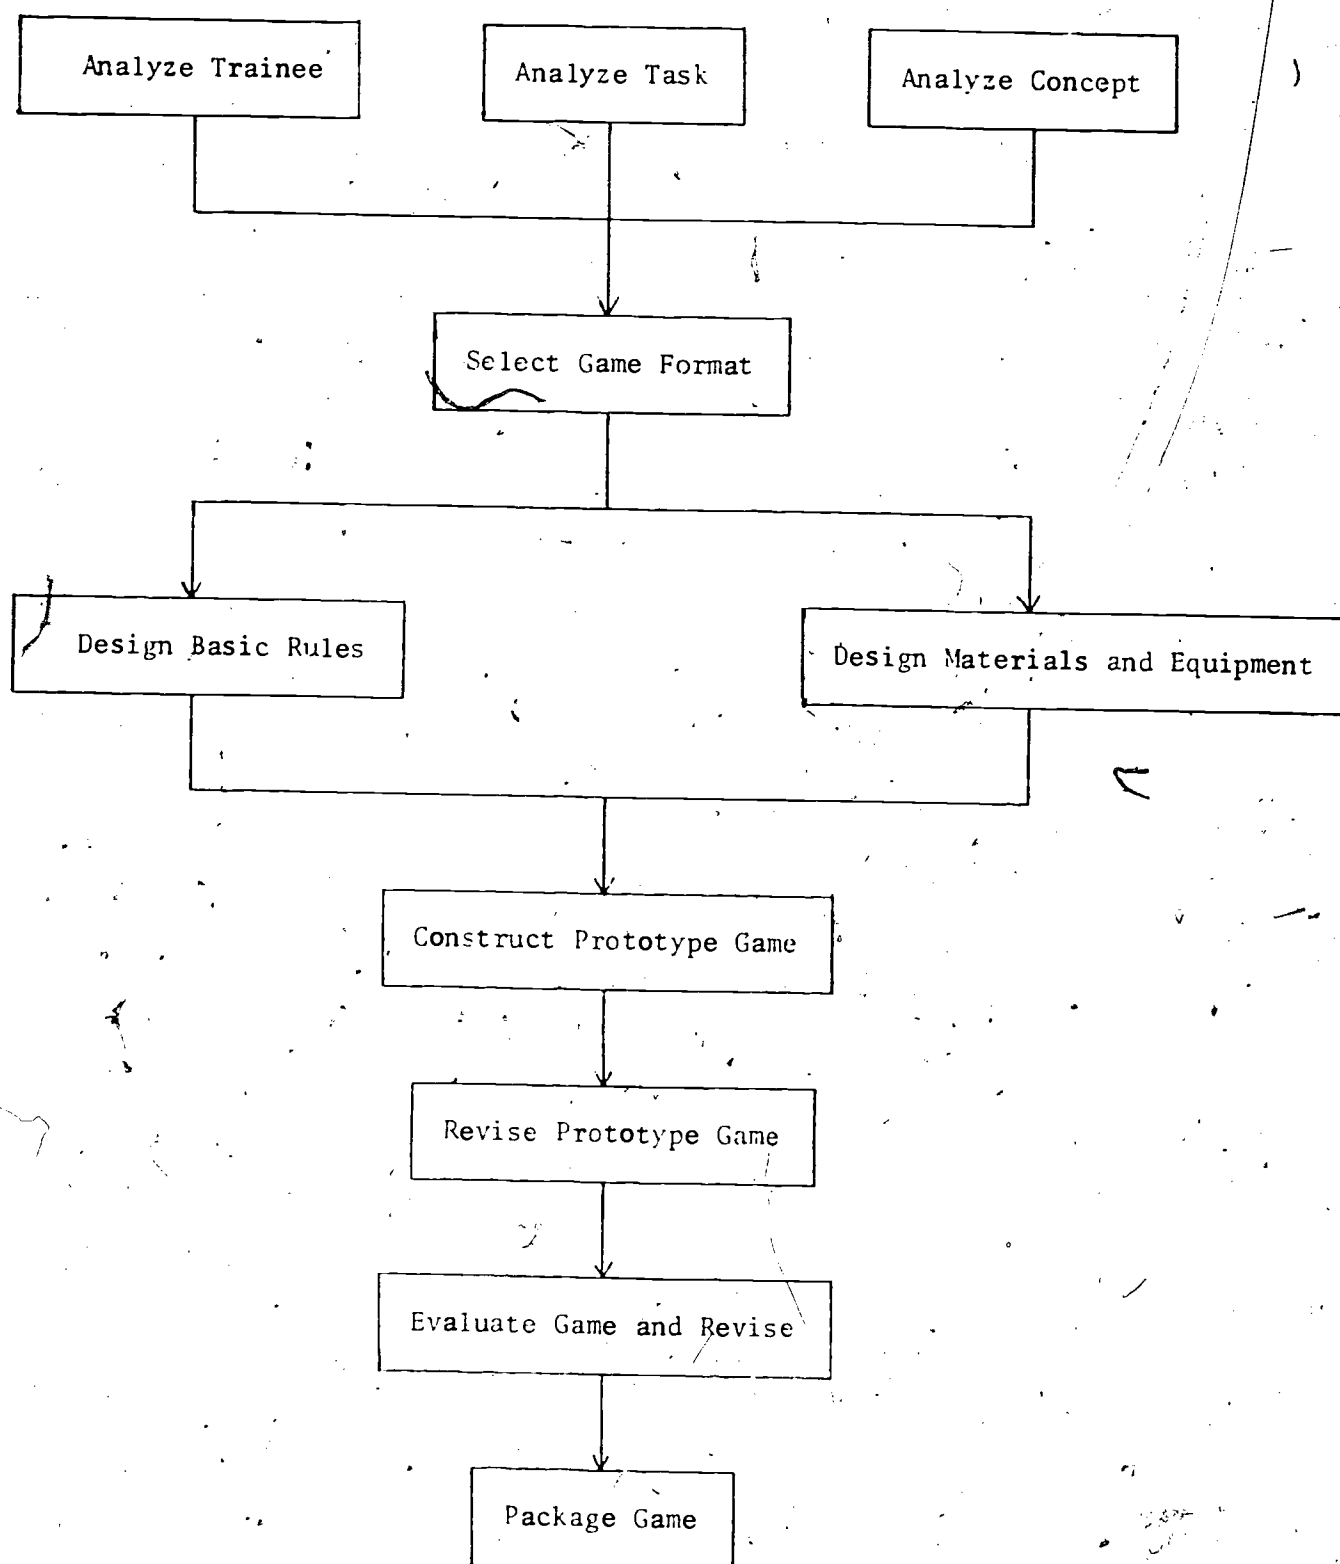 Analyze Trainee
Analyze Task
Analyze Concept
Select Game Format
Design Basic Rules
Design Materials and Equipment
Construct Prototype Game
Revise Prototype Game
Evaluate Game and Revise
Package Game